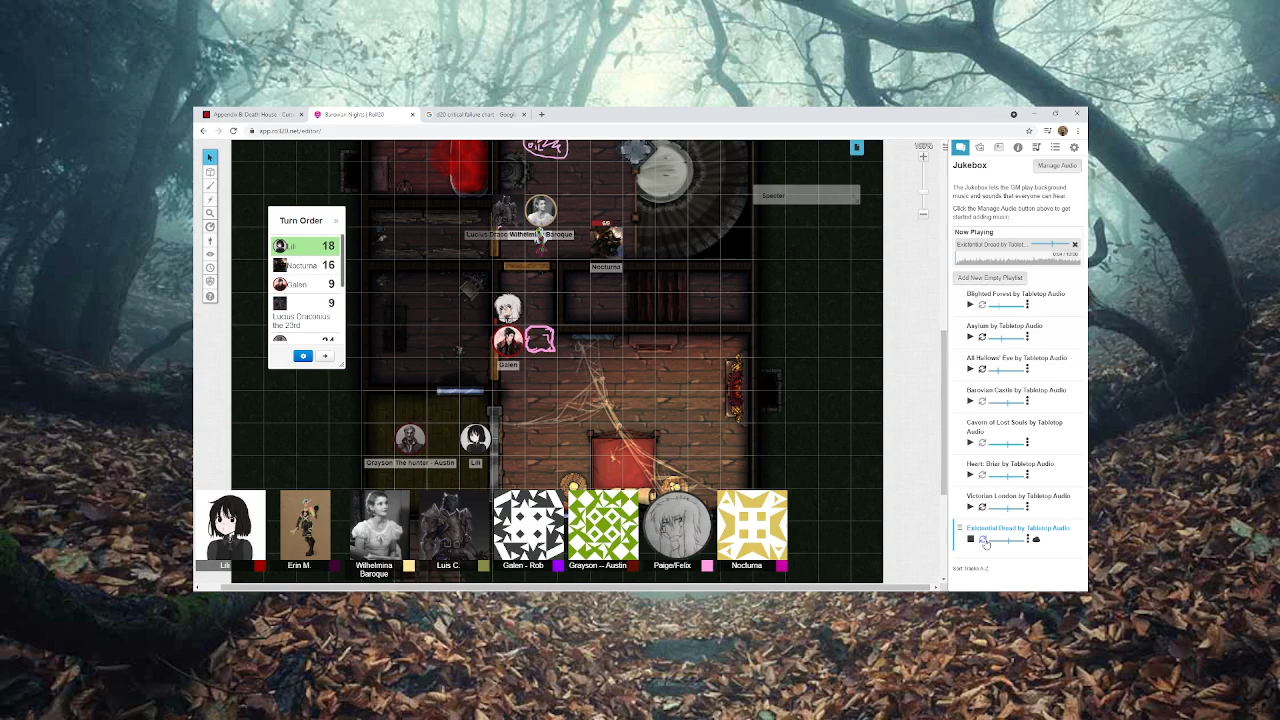 Appendix B: Death House - Curs
Barovian Nights | Roll20
d20 critical failure chart - Google
app.roll20.net/editor/
Jukebox
Manage Audio
The Jukebox lets the GM play background
music and sounds that everyone can hear.
Click the Manage Audio button above to get
started adding music.
Now Playing
Existential Dread by Tablet...
Add New Empty Playlist
Blighted Forest by Tabletop Audio
Asylum by Tabletop Audio
All Hallows' Eve by Tabletop Audio
Barovian Castle by Tabletop Audio
Cavern of Lost Souls by Tabletop
Audio
Heart: Briar by Tabletop Audio
Victorian London by Tabletop Audio
Existential Dread by Tabletop Audio
Sort Tracks A-Z
Turn Order
Lili 18
Nocturna 16
Galen 9
9
Lucius Draconius
the 23rd
Specter
Wilhelmina Baroque
Nocturna
Galen
Grayson The hunter - Austin
Lili
Lili
Erin M.
Wilhelmina
Baroque
Luis C.
Galen - Rob
Grayson -- Austin
Paige/Felix
Nocturna